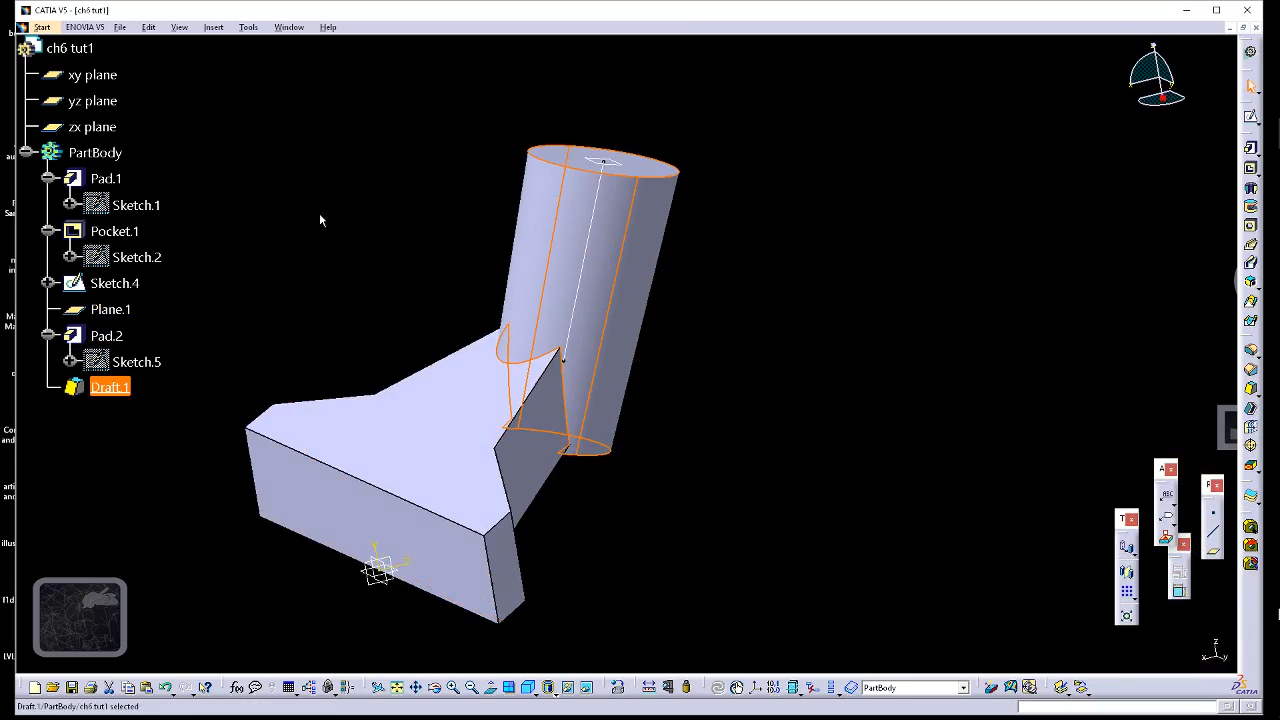 CATIA V5 - [ch6 tut1]
Start ENOVIA V5 File Edit View Insert Tools Window Help
ch6 tut1
xy plane
yz plane
zx plane
PartBody
Pad.1
Sketch.1
Pocket.1
Sketch.2
Sketch.4
Plane.1
Pad.2
Sketch.5
Draft.1
A
ABC
T
Y
z
x y
PartBody
CATIA
Draft.1/PartBody/ch6 tut1 selected